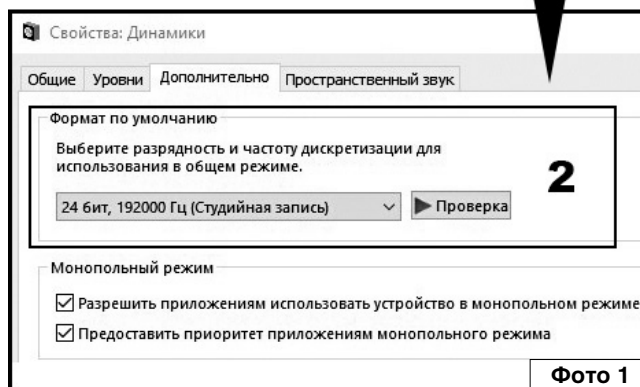 Свойства: Динамики
Общие Уровни Дополнительно Пространственный звук
Формат по умолчанию
Выберите разрядность и частоту дискретизации для
использования в общем режиме.
24 бит, 192000 Гц (Студийная запись) Проверка
2
Монопольный режим
Разрешить приложениям использовать устройство в монопольном режиме
Предоставить приоритет приложениям монопольного режима
Фото 1